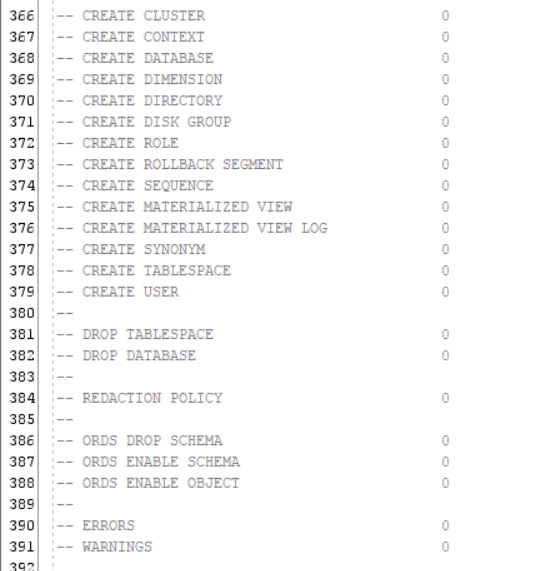 366 -- CREATE CLUSTER 0
367 -- CREATE CONTEXT 0
368 -- CREATE DATABASE 0
369 -- CREATE DIMENSION 0
370 -- CREATE DIRECTORY 0
371 -- CREATE DISK GROUP 0
372 -- CREATE ROLE 0
373 -- CREATE ROLLBACK SEGMENT 0
374 -- CREATE SEQUENCE 0
375 -- CREATE MATERIALIZED VIEW 0
376 -- CREATE MATERIALIZED VIEW LOG 0
377 -- CREATE SYNONYM 0
378 -- CREATE TABLESPACE 0
379 -- CREATE USER 0
380 --
381 -- DROP TABLESPACE 0
382 -- DROP DATABASE 0
383 --
384 -- REDACTION POLICY 0
385 --
386 -- ORDS DROP SCHEMA 0
387 -- ORDS ENABLE SCHEMA 0
388 -- ORDS ENABLE OBJECT 0
389 --
390 -- ERRORS 0
391 -- WARNINGS 0
392